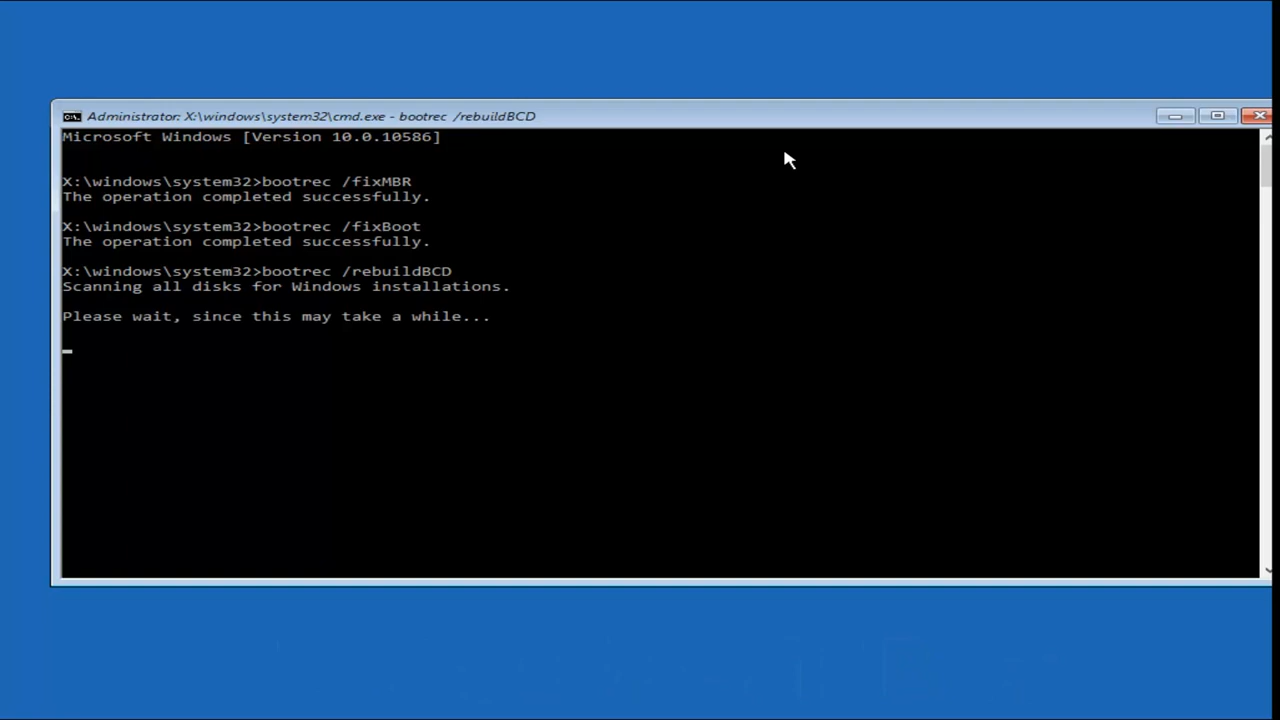 Administrator: X:\windows\system32\cmd.exe - bootrec /rebuildBCD
Microsoft Windows [Version 10.0.10586]
X:\windows\system32>bootrec /fixMBR
The operation completed successfully.
X:\windows\system32>bootrec /fixBoot
The operation completed successfully.
X:\windows\system32>bootrec /rebuildBCD
Scanning all disks for Windows installations.
Please wait, since this may take a while...